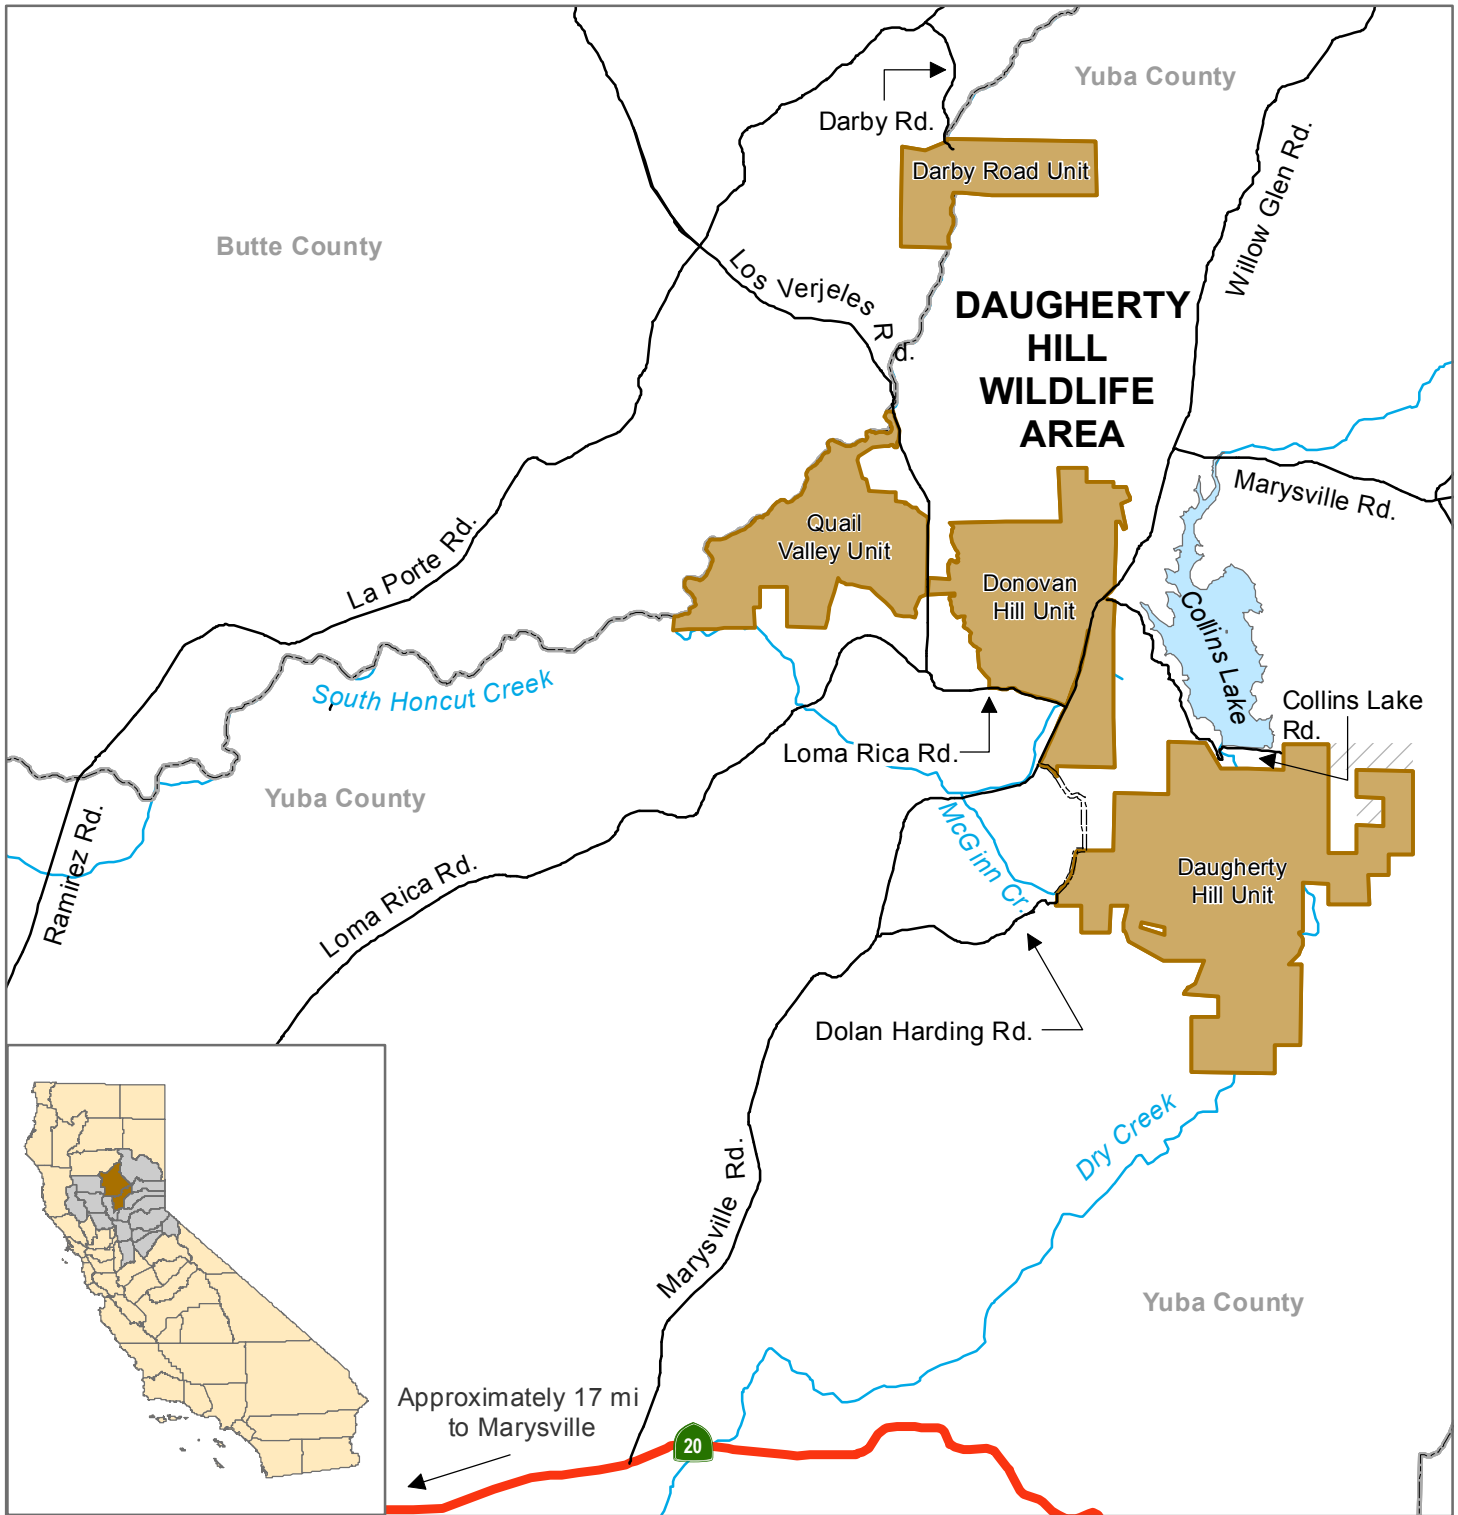 Yuba County
Darby Rd.
Darby Road Unit
Willow Glen Rd.
Butte County
Los Verjeles Rd.
DAUGHERTY
HILL
WILDLIFE
AREA
Marysville Rd.
Quail
Valley Unit
La Porte Rd.
Donovan
Hill Unit
Collins Lake
South Honcut Creek
Collins Lake
Rd.
Loma Rica Rd.
Yuba County
Ramirez Rd.
McGinn Cr.
Loma Rica Rd.
Daugherty
Hill Unit
Dolan Harding Rd.
Dry Creek
Marysville Rd.
Yuba County
Approximately 17 mi
to Marysville
20